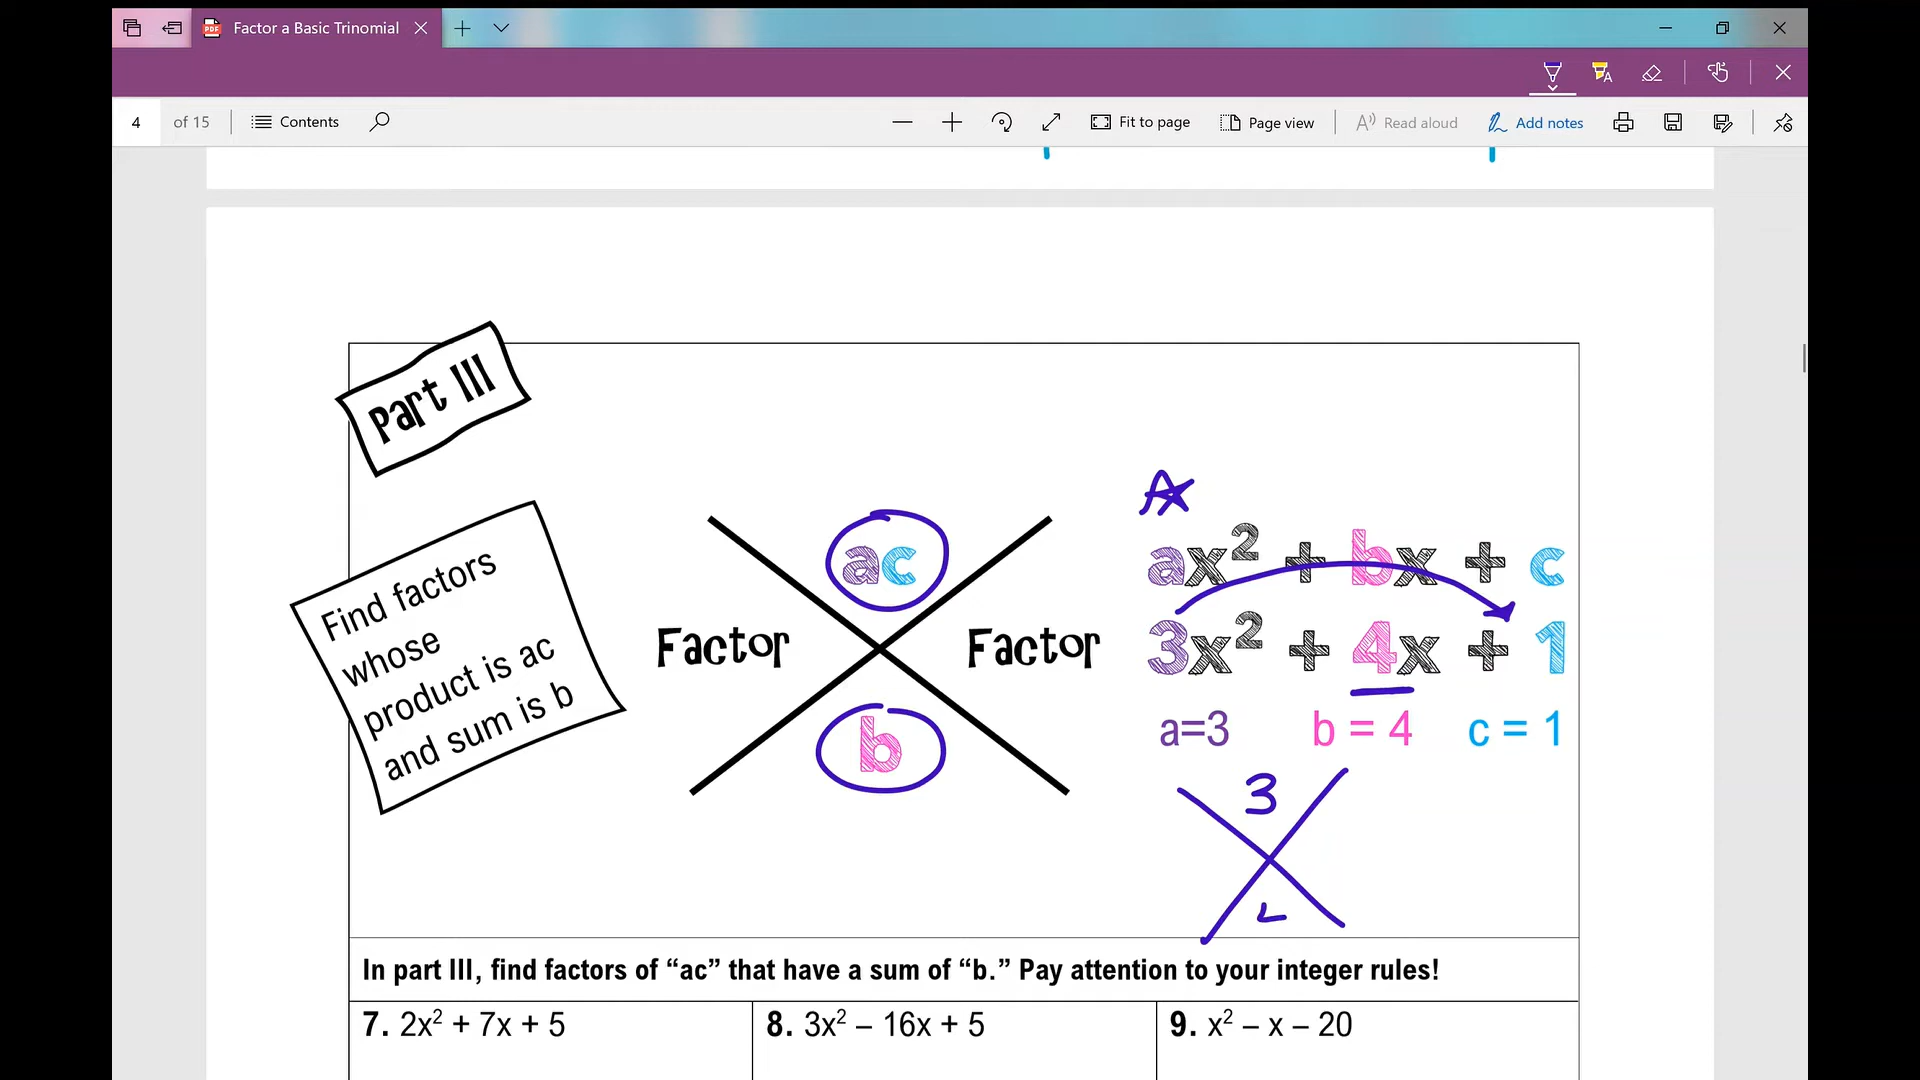 Factor a Basic Trinomial
4 of 15 Contents Fit to page Page view Read aloud Add notes
Part III
Find factors
whose
product is ac
and sum is b
ac
Factor Factor
b
ax² + bx + c
3x² + 4x + 1
a=3 b = 4 c = 1
3
In part III, find factors of “ac” that have a sum of “b.” Pay attention to your integer rules!
7. 2x² + 7x + 5 8. 3x² – 16x + 5 9. x² – x – 20